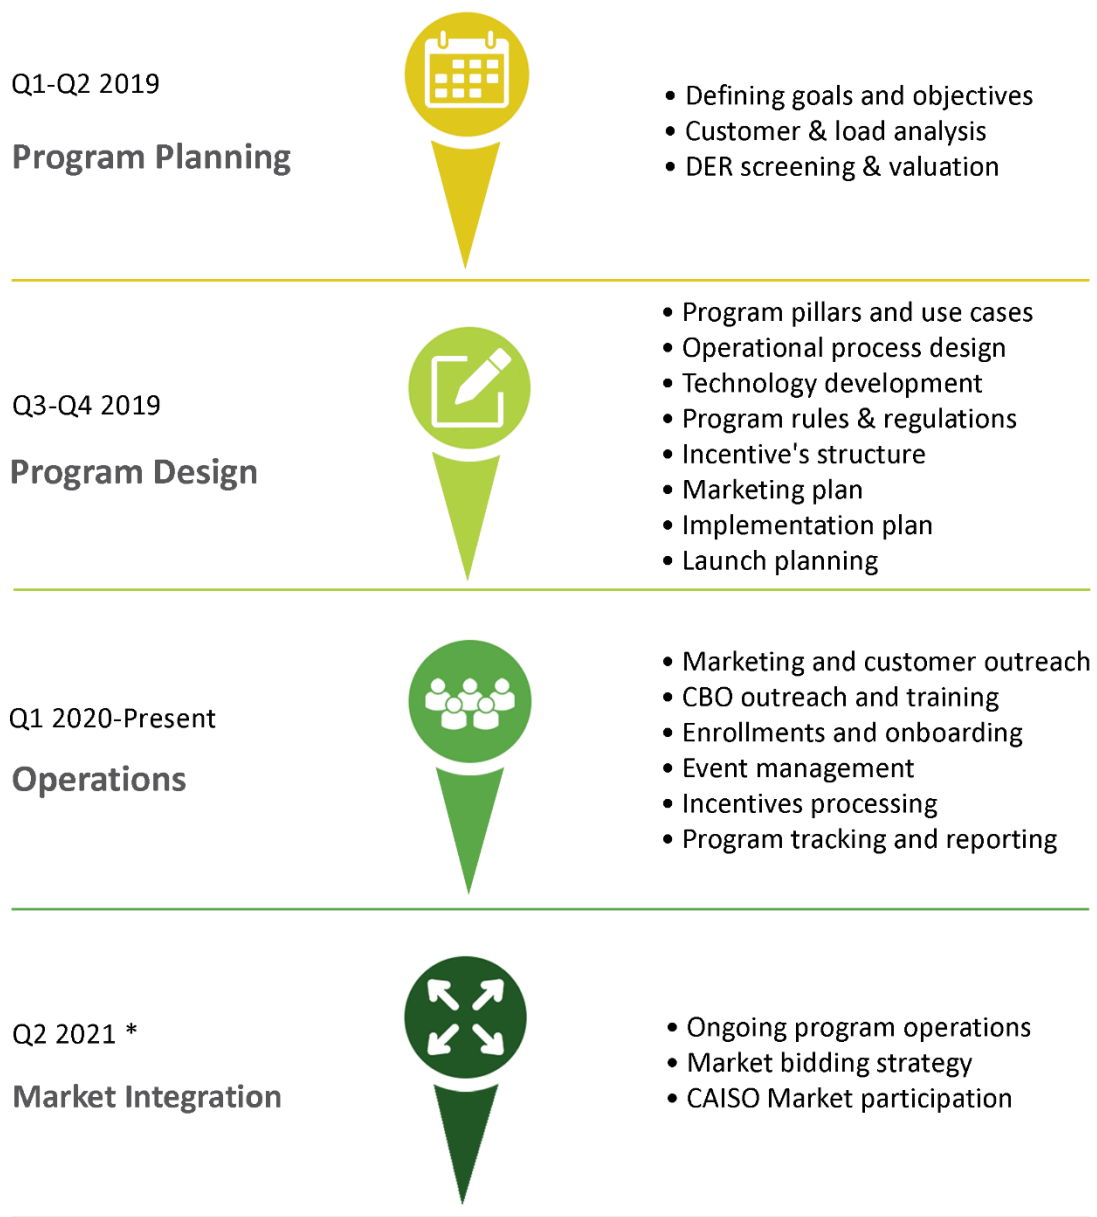 Q1-Q2 2019
Program Planning
• Defining goals and objectives
• Customer & load analysis
• DER screening & valuation
Q3-Q4 2019
Program Design
• Program pillars and use cases
• Operational process design
• Technology development
• Program rules & regulations
• Incentive's structure
• Marketing plan
• Implementation plan
• Launch planning
Q1 2020-Present
Operations
• Marketing and customer outreach
• CBO outreach and training
• Enrollments and onboarding
• Event management
• Incentives processing
• Program tracking and reporting
Q2 2021 *
Market Integration
• Ongoing program operations
• Market bidding strategy
• CAISO Market participation